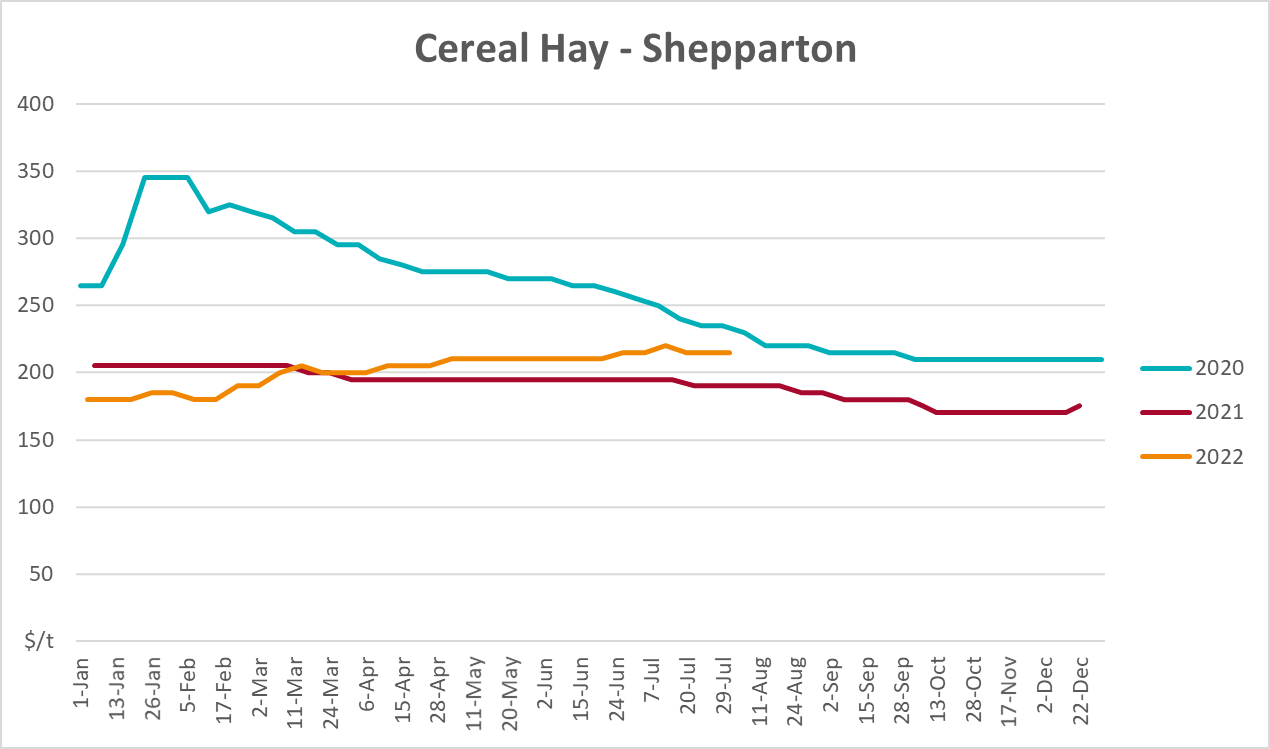 Cereal Hay - Shepparton
400
350
300
250
200
150
100
50
$/t
1-Jan
13-Jan
26-Jan
5-Feb
17-Feb
2-Mar
11-Mar
24-Mar
6-Apr
15-Apr
28-Apr
11-May
20-May
2-Jun
15-Jun
24-Jun
7-Jul
20-Jul
29-Jul
11-Aug
24-Aug
2-Sep
15-Sep
28-Sep
13-Oct
28-Oct
17-Nov
2-Dec
22-Dec
2020
2021
2022